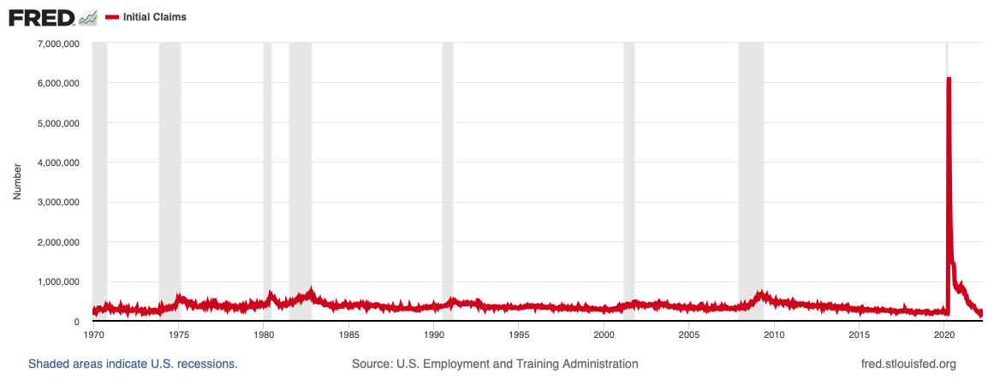 FRED Initial Claims
7,000,000
6,000,000
5,000,000
4,000,000
3,000,000
2,000,000
1,000,000
0
Number
1970 1975 1980 1985 1990 1995 2000 2005 2010 2015 2020
Shaded areas indicate U.S. recessions. Source: U.S. Employment and Training Administration fred.stlouisfed.org